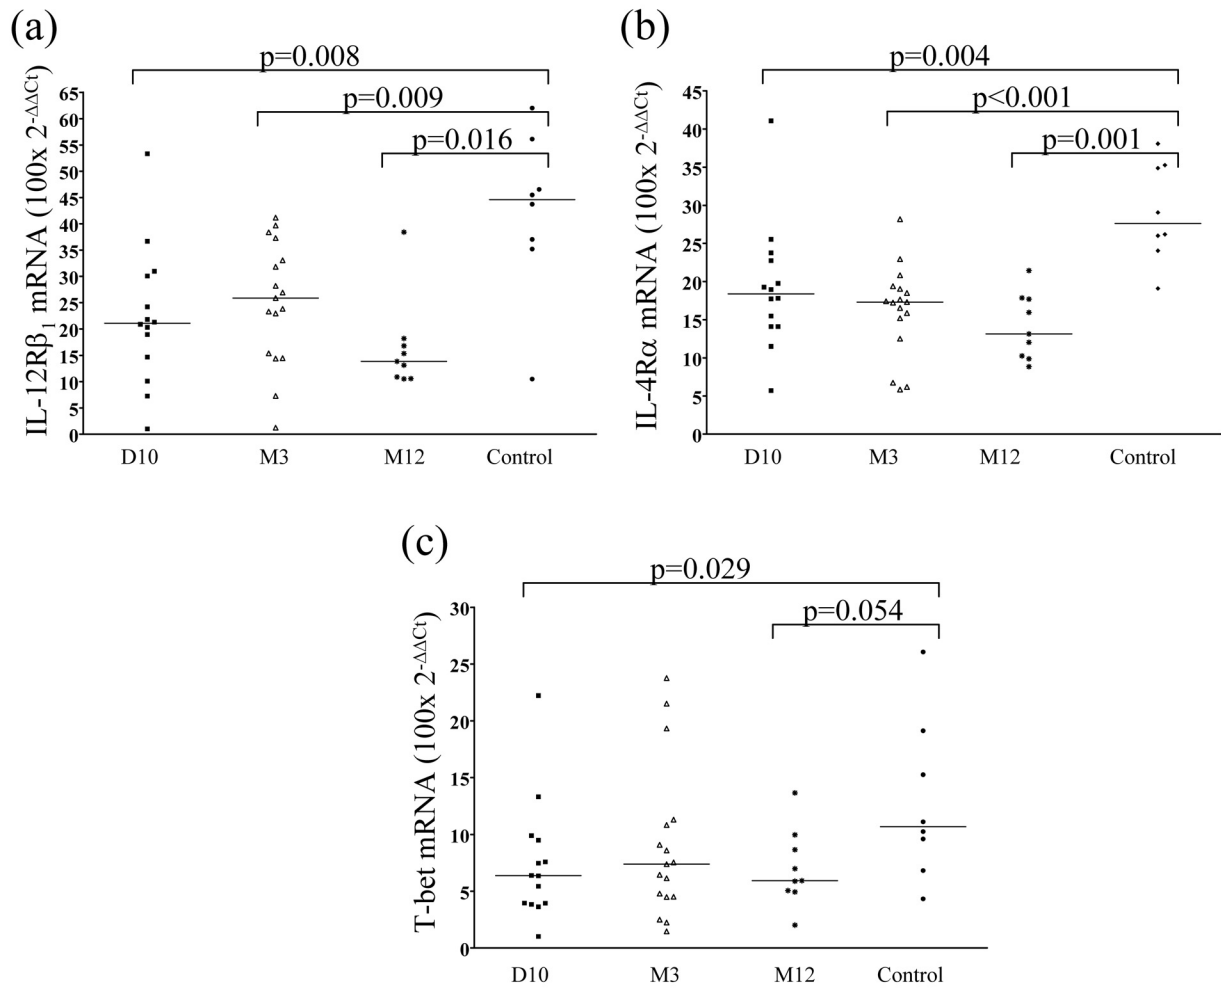 (a)
p=0.008
p=0.009
p=0.016
IL-12Rβ1 mRNA (100x 2-ΔΔCt)
65
60
55
50
45
40
35
30
25
20
15
10
5
0
D10 M3 M12 Control
(b)
p=0.004
p<0.001
p=0.001
IL-4Rα mRNA (100x 2-ΔΔCt)
45
40
35
30
25
20
15
10
5
0
D10 M3 M12 Control
(c)
p=0.029
p=0.054
T-bet mRNA (100x 2-ΔΔCt)
30
25
20
15
10
5
0
D10 M3 M12 Control